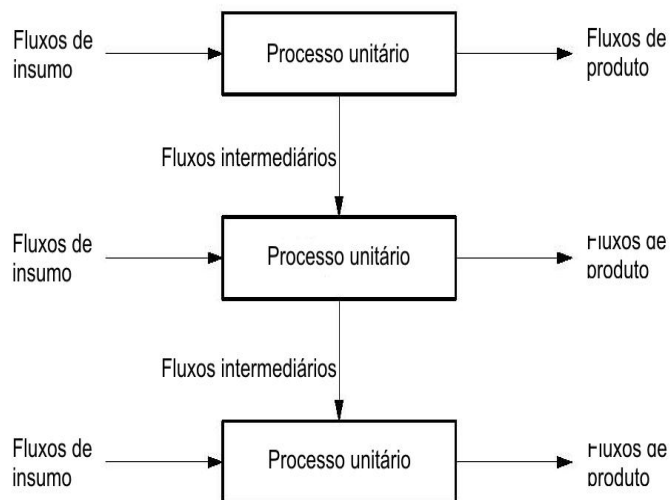 Fluxos de
insumo
Processo unitário
Fluxos de
produto
Fluxos intermediários
Fluxos de
insumo
Processo unitário
Fluxos de
produto
Fluxos intermediários
Fluxos de
insumo
Processo unitário
Fluxos de
produto